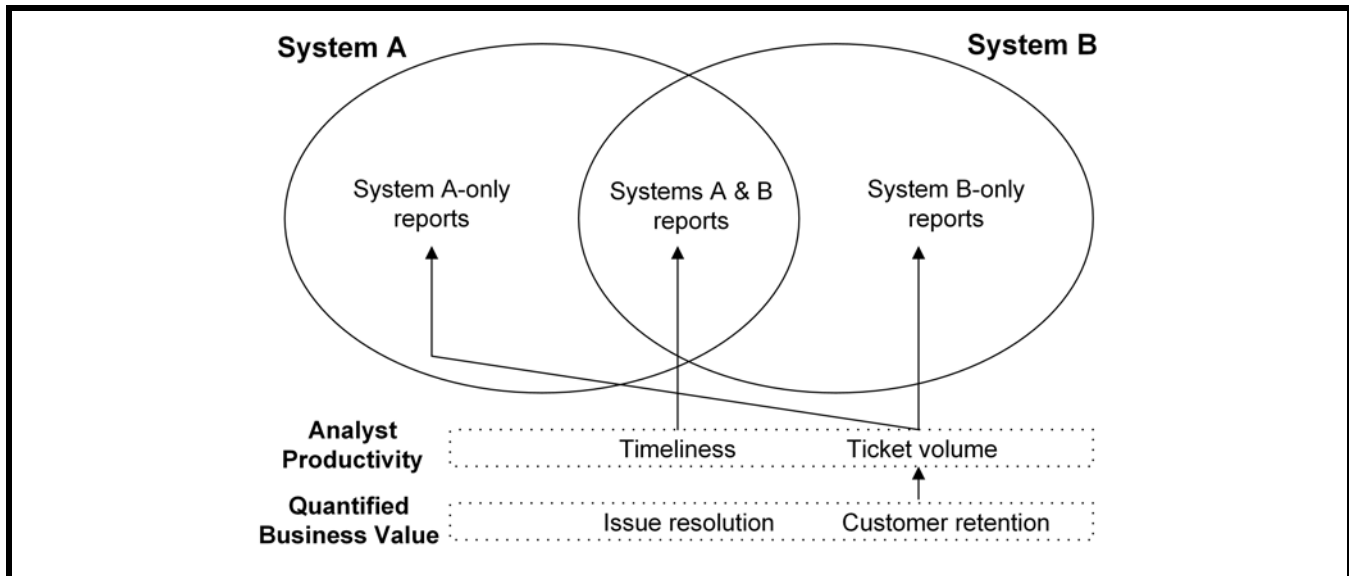 System A
System B
System A-only
reports
Systems A & B
reports
System B-only
reports
Analyst
Productivity
Timeliness
Ticket volume
Quantified
Business Value
Issue resolution
Customer retention